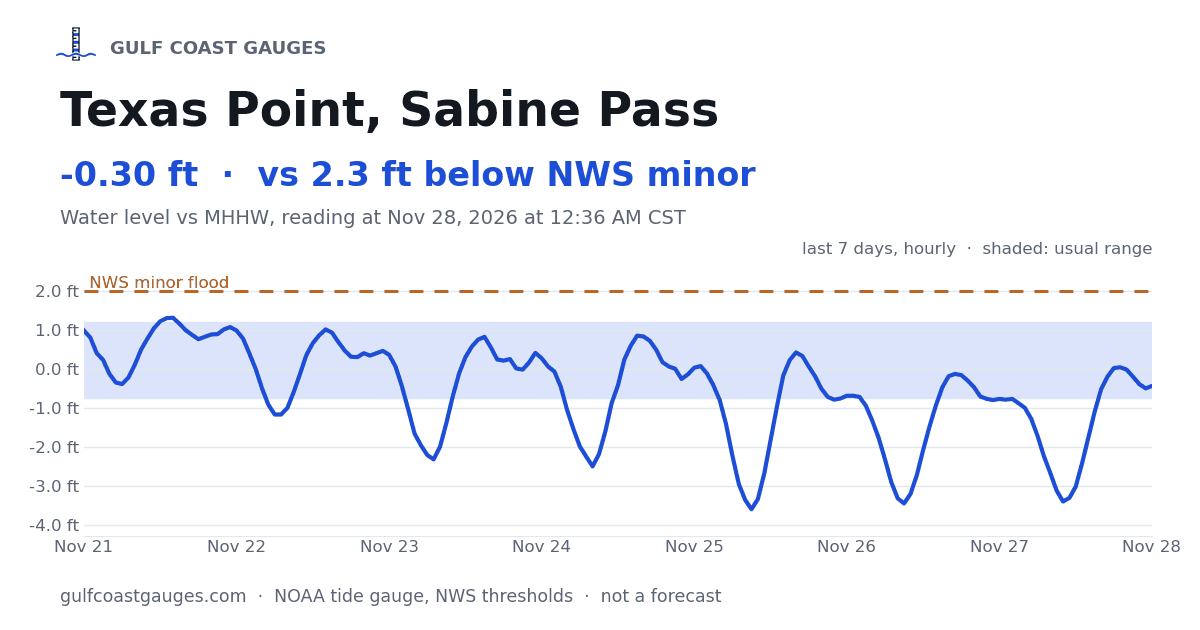 GULF COAST GAUGES
Texas Point, Sabine Pass
-0.30 ft · vs 2.3 ft below NWS minor
Water level vs MHHW, reading at Nov 28, 2026 at 12:36 AM CST
last 7 days, hourly · shaded: usual range
NWS minor flood
2.0 ft
1.0 ft
0.0 ft
-1.0 ft
-2.0 ft
-3.0 ft
-4.0 ft
Nov 21 Nov 22 Nov 23 Nov 24 Nov 25 Nov 26 Nov 27 Nov 28
gulfcoastgauges.com · NOAA tide gauge, NWS thresholds · not a forecast